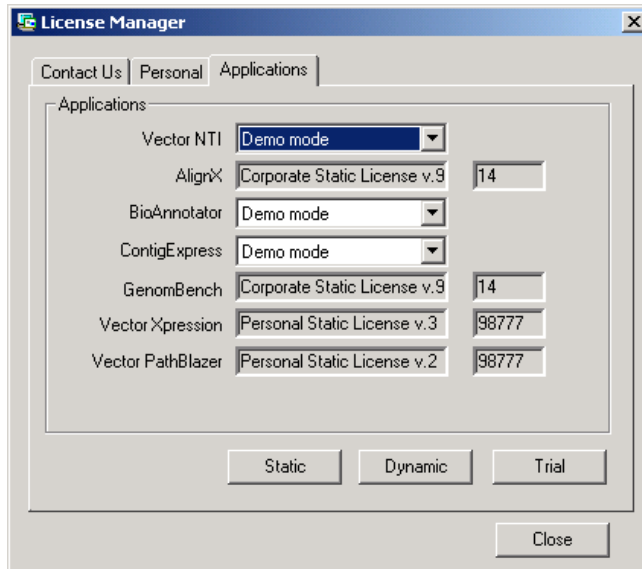 License Manager
Contact Us Personal Applications
Applications
Vector NTI Demo mode
AlignX Corporate Static License v.9 14
BioAnnotator Demo mode
ContigExpress Demo mode
GenomBench Corporate Static License v.9 14
Vector Xpression Personal Static License v.3 98777
Vector PathBlazer Personal Static License v.2 98777
Static Dynamic Trial
Close